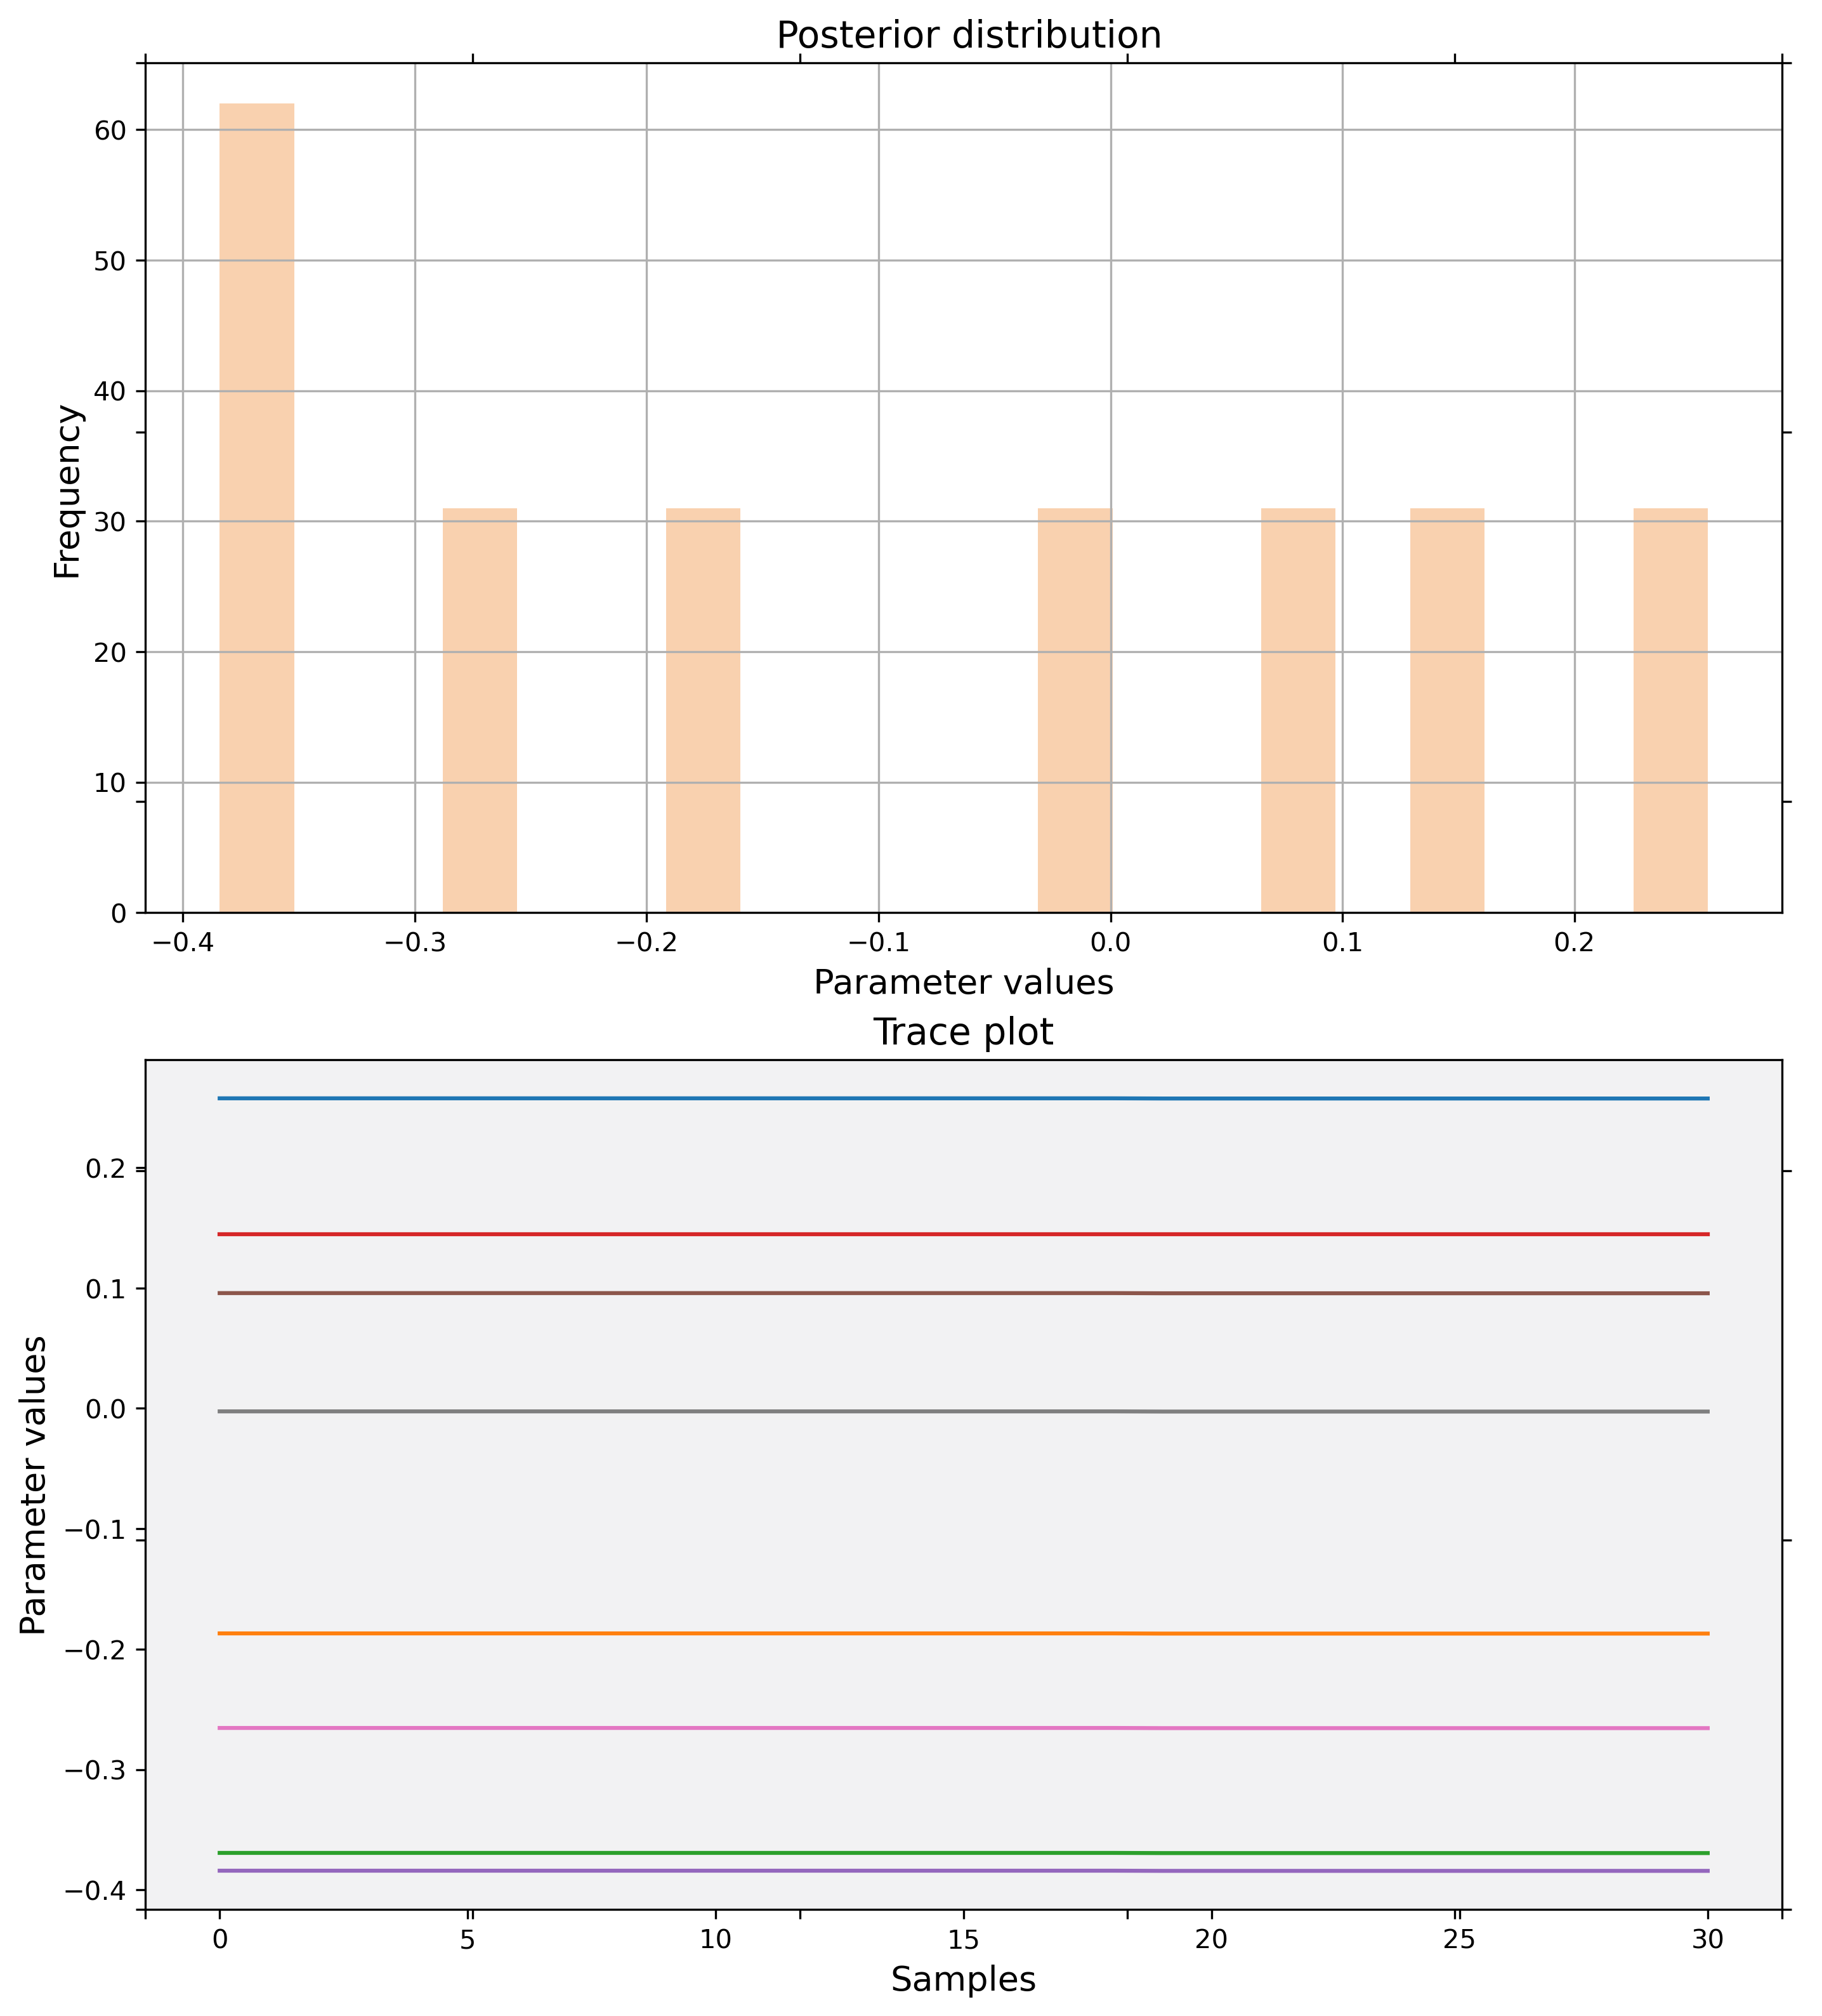 Posterior distribution
60
50
40
30
20
10
0
Frequency
−0.4 −0.3 −0.2 −0.1 0.0 0.1 0.2
Parameter values
Trace plot
0.2
0.1
0.0
−0.1
−0.2
−0.3
−0.4
Parameter values
0 5 10 15 20 25 30
Samples